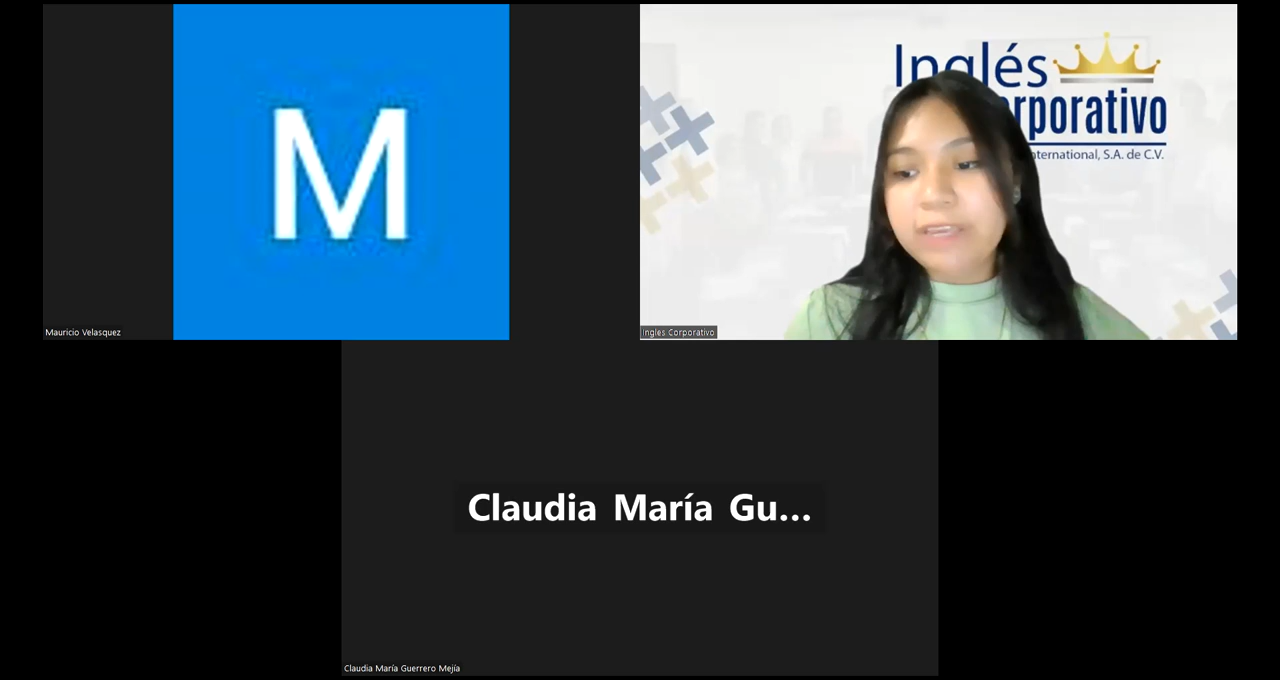 M
Mauricio Velasquez
Inglés
orporativo
nternational, S.A. de C.V.
Ingles Corporativo
Claudia María Gu...
Claudia María Guerrero Mejía